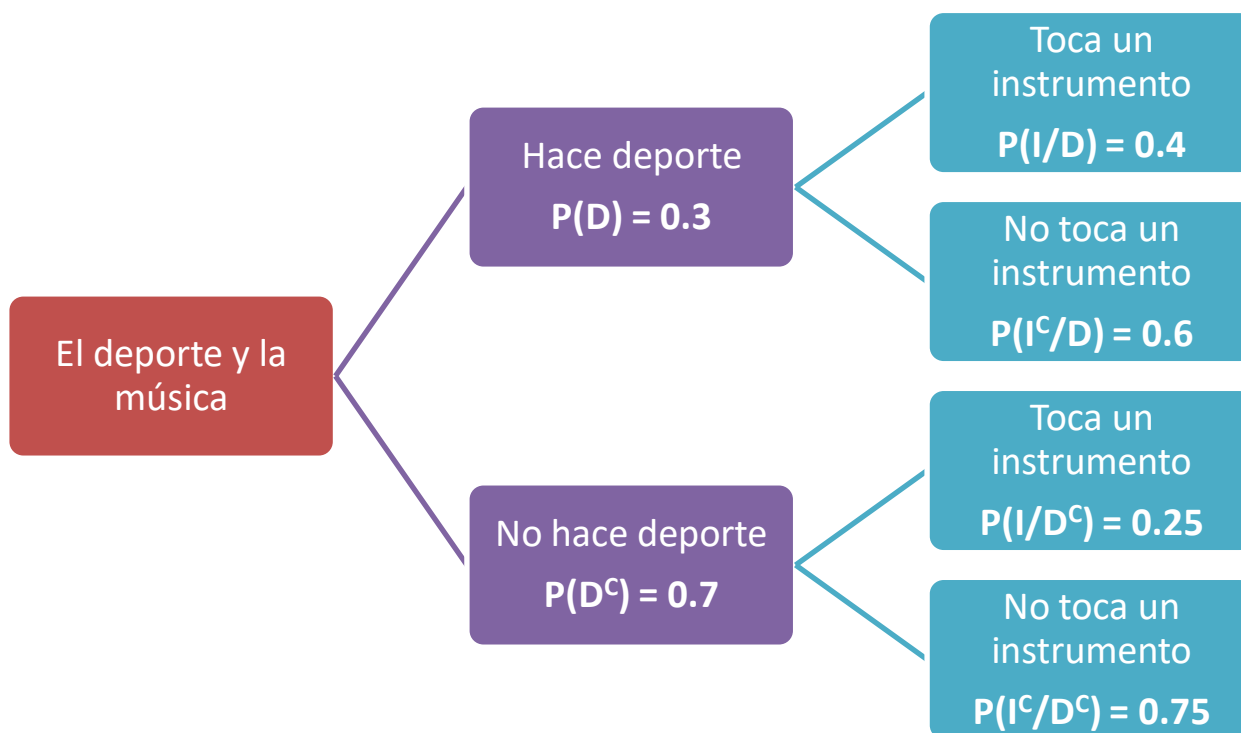 El deporte y la
música
Hace deporte
P(D) = 0.3
No hace deporte
P(Dᶜ) = 0.7
Toca un
instrumento
P(I/D) = 0.4
No toca un
instrumento
P(Iᶜ/D) = 0.6
Toca un
instrumento
P(I/Dᶜ) = 0.25
No toca un
instrumento
P(Iᶜ/Dᶜ) = 0.75